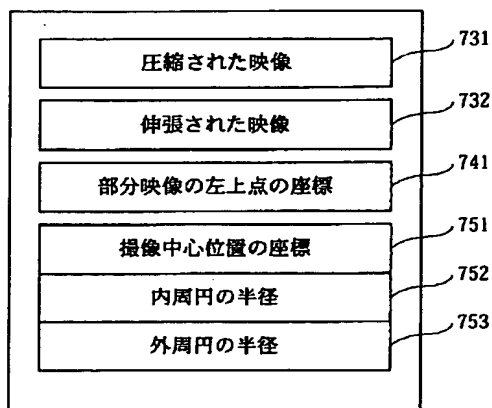 圧縮された映像 731
伸張された映像 732
部分映像の左上点の座標 741
撮像中心位置の座標 751
内周円の半径 752
外周円の半径 753